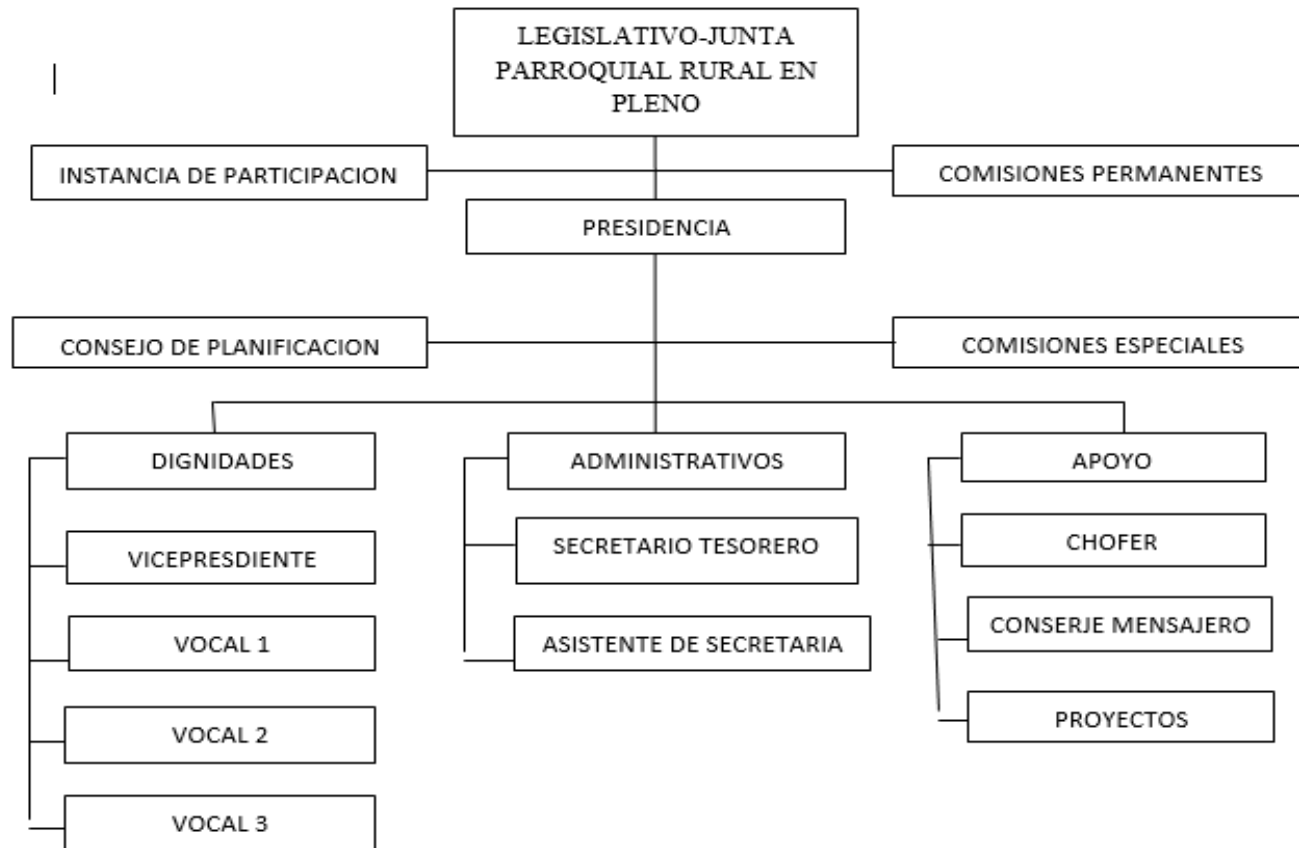 LEGISLATIVO-JUNTA
PARROQUIAL RURAL EN
PLENO
INSTANCIA DE PARTICIPACION
COMISIONES PERMANENTES
PRESIDENCIA
CONSEJO DE PLANIFICACION
COMISIONES ESPECIALES
DIGNIDADES
ADMINISTRATIVOS
APOYO
VICEPRESDIENTE
SECRETARIO TESORERO
CHOFER
VOCAL 1
ASISTENTE DE SECRETARIA
CONSERJE MENSAJERO
VOCAL 2
PROYECTOS
VOCAL 3